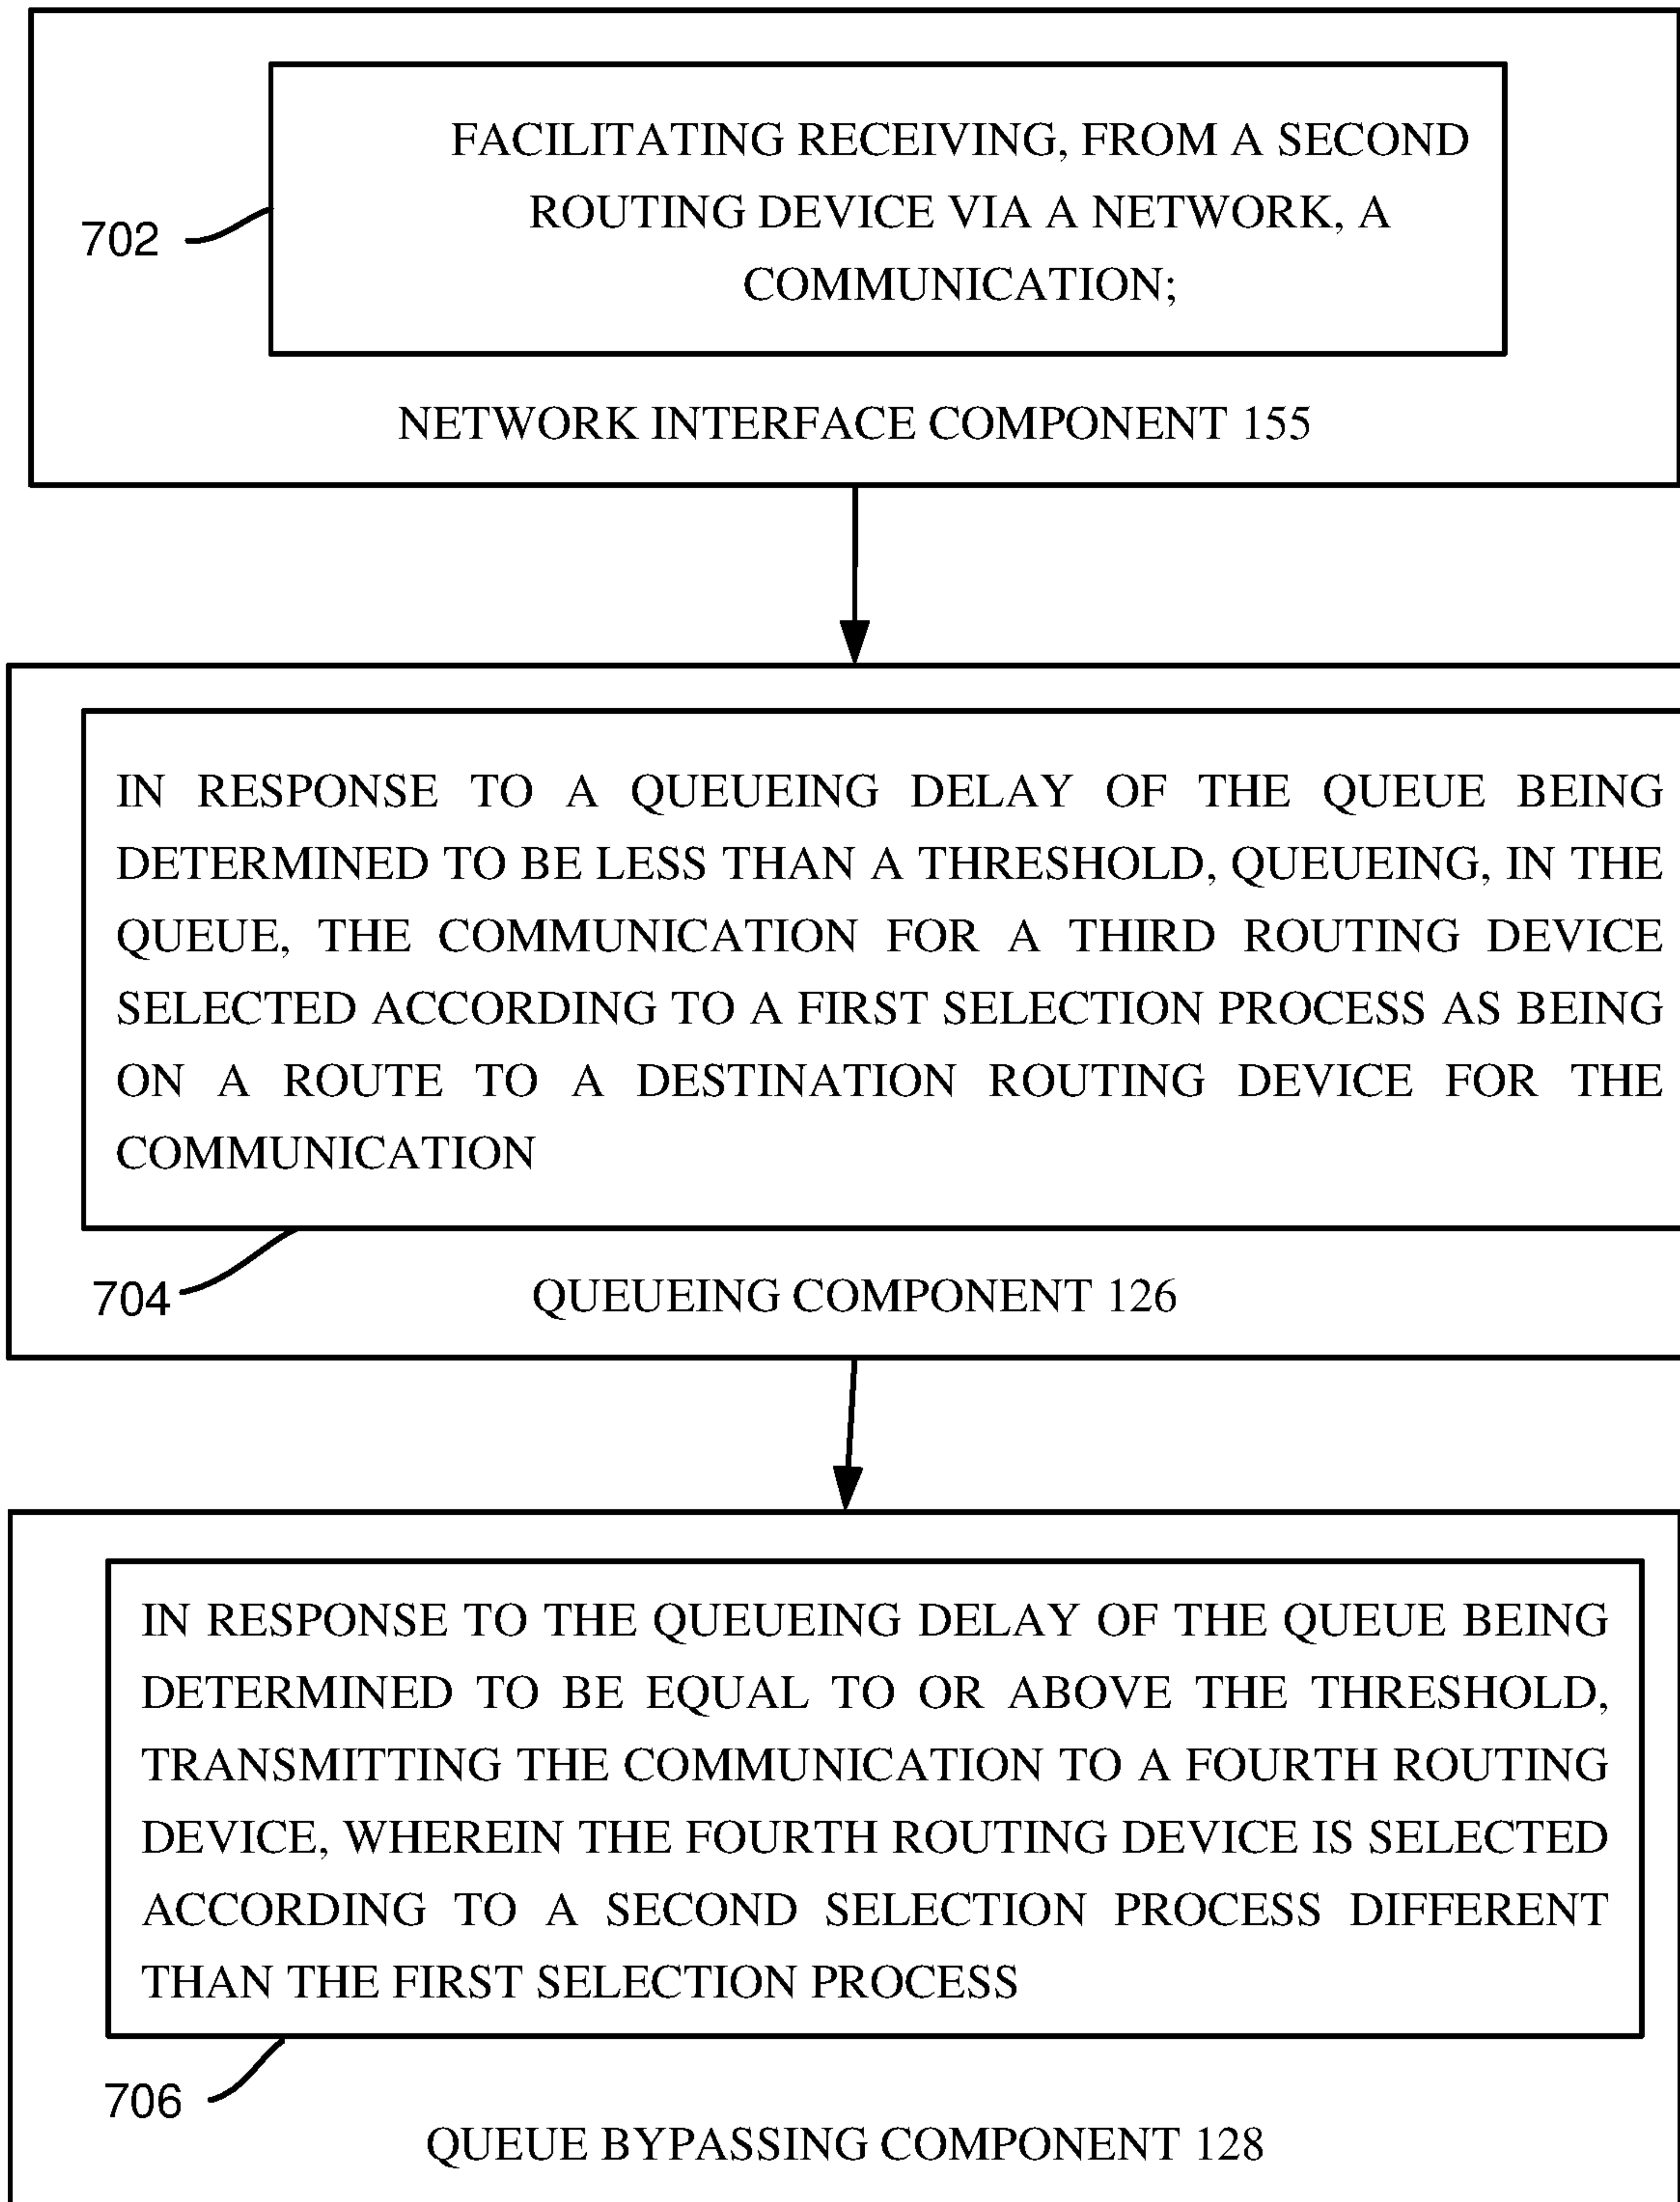 FACILITATING RECEIVING, FROM A SECOND
ROUTING DEVICE VIA A NETWORK, A
COMMUNICATION;
702
NETWORK INTERFACE COMPONENT 155
IN RESPONSE TO A QUEUEING DELAY OF THE QUEUE BEING
DETERMINED TO BE LESS THAN A THRESHOLD, QUEUEING, IN THE
QUEUE, THE COMMUNICATION FOR A THIRD ROUTING DEVICE
SELECTED ACCORDING TO A FIRST SELECTION PROCESS AS BEING
ON A ROUTE TO A DESTINATION ROUTING DEVICE FOR THE
COMMUNICATION
704
QUEUEING COMPONENT 126
IN RESPONSE TO THE QUEUEING DELAY OF THE QUEUE BEING
DETERMINED TO BE EQUAL TO OR ABOVE THE THRESHOLD,
TRANSMITTING THE COMMUNICATION TO A FOURTH ROUTING
DEVICE, WHEREIN THE FOURTH ROUTING DEVICE IS SELECTED
ACCORDING TO A SECOND SELECTION PROCESS DIFFERENT
THAN THE FIRST SELECTION PROCESS
706
QUEUE BYPASSING COMPONENT 128